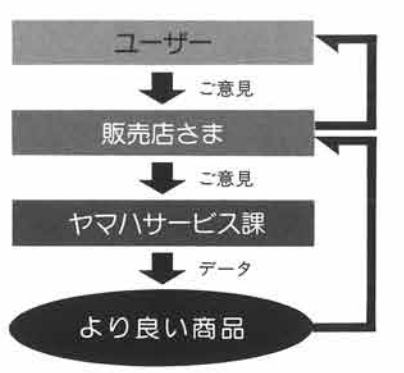 ユーザー
ご意見
販売店さま
ご意見
ヤマハサービス課
データ
より良い商品